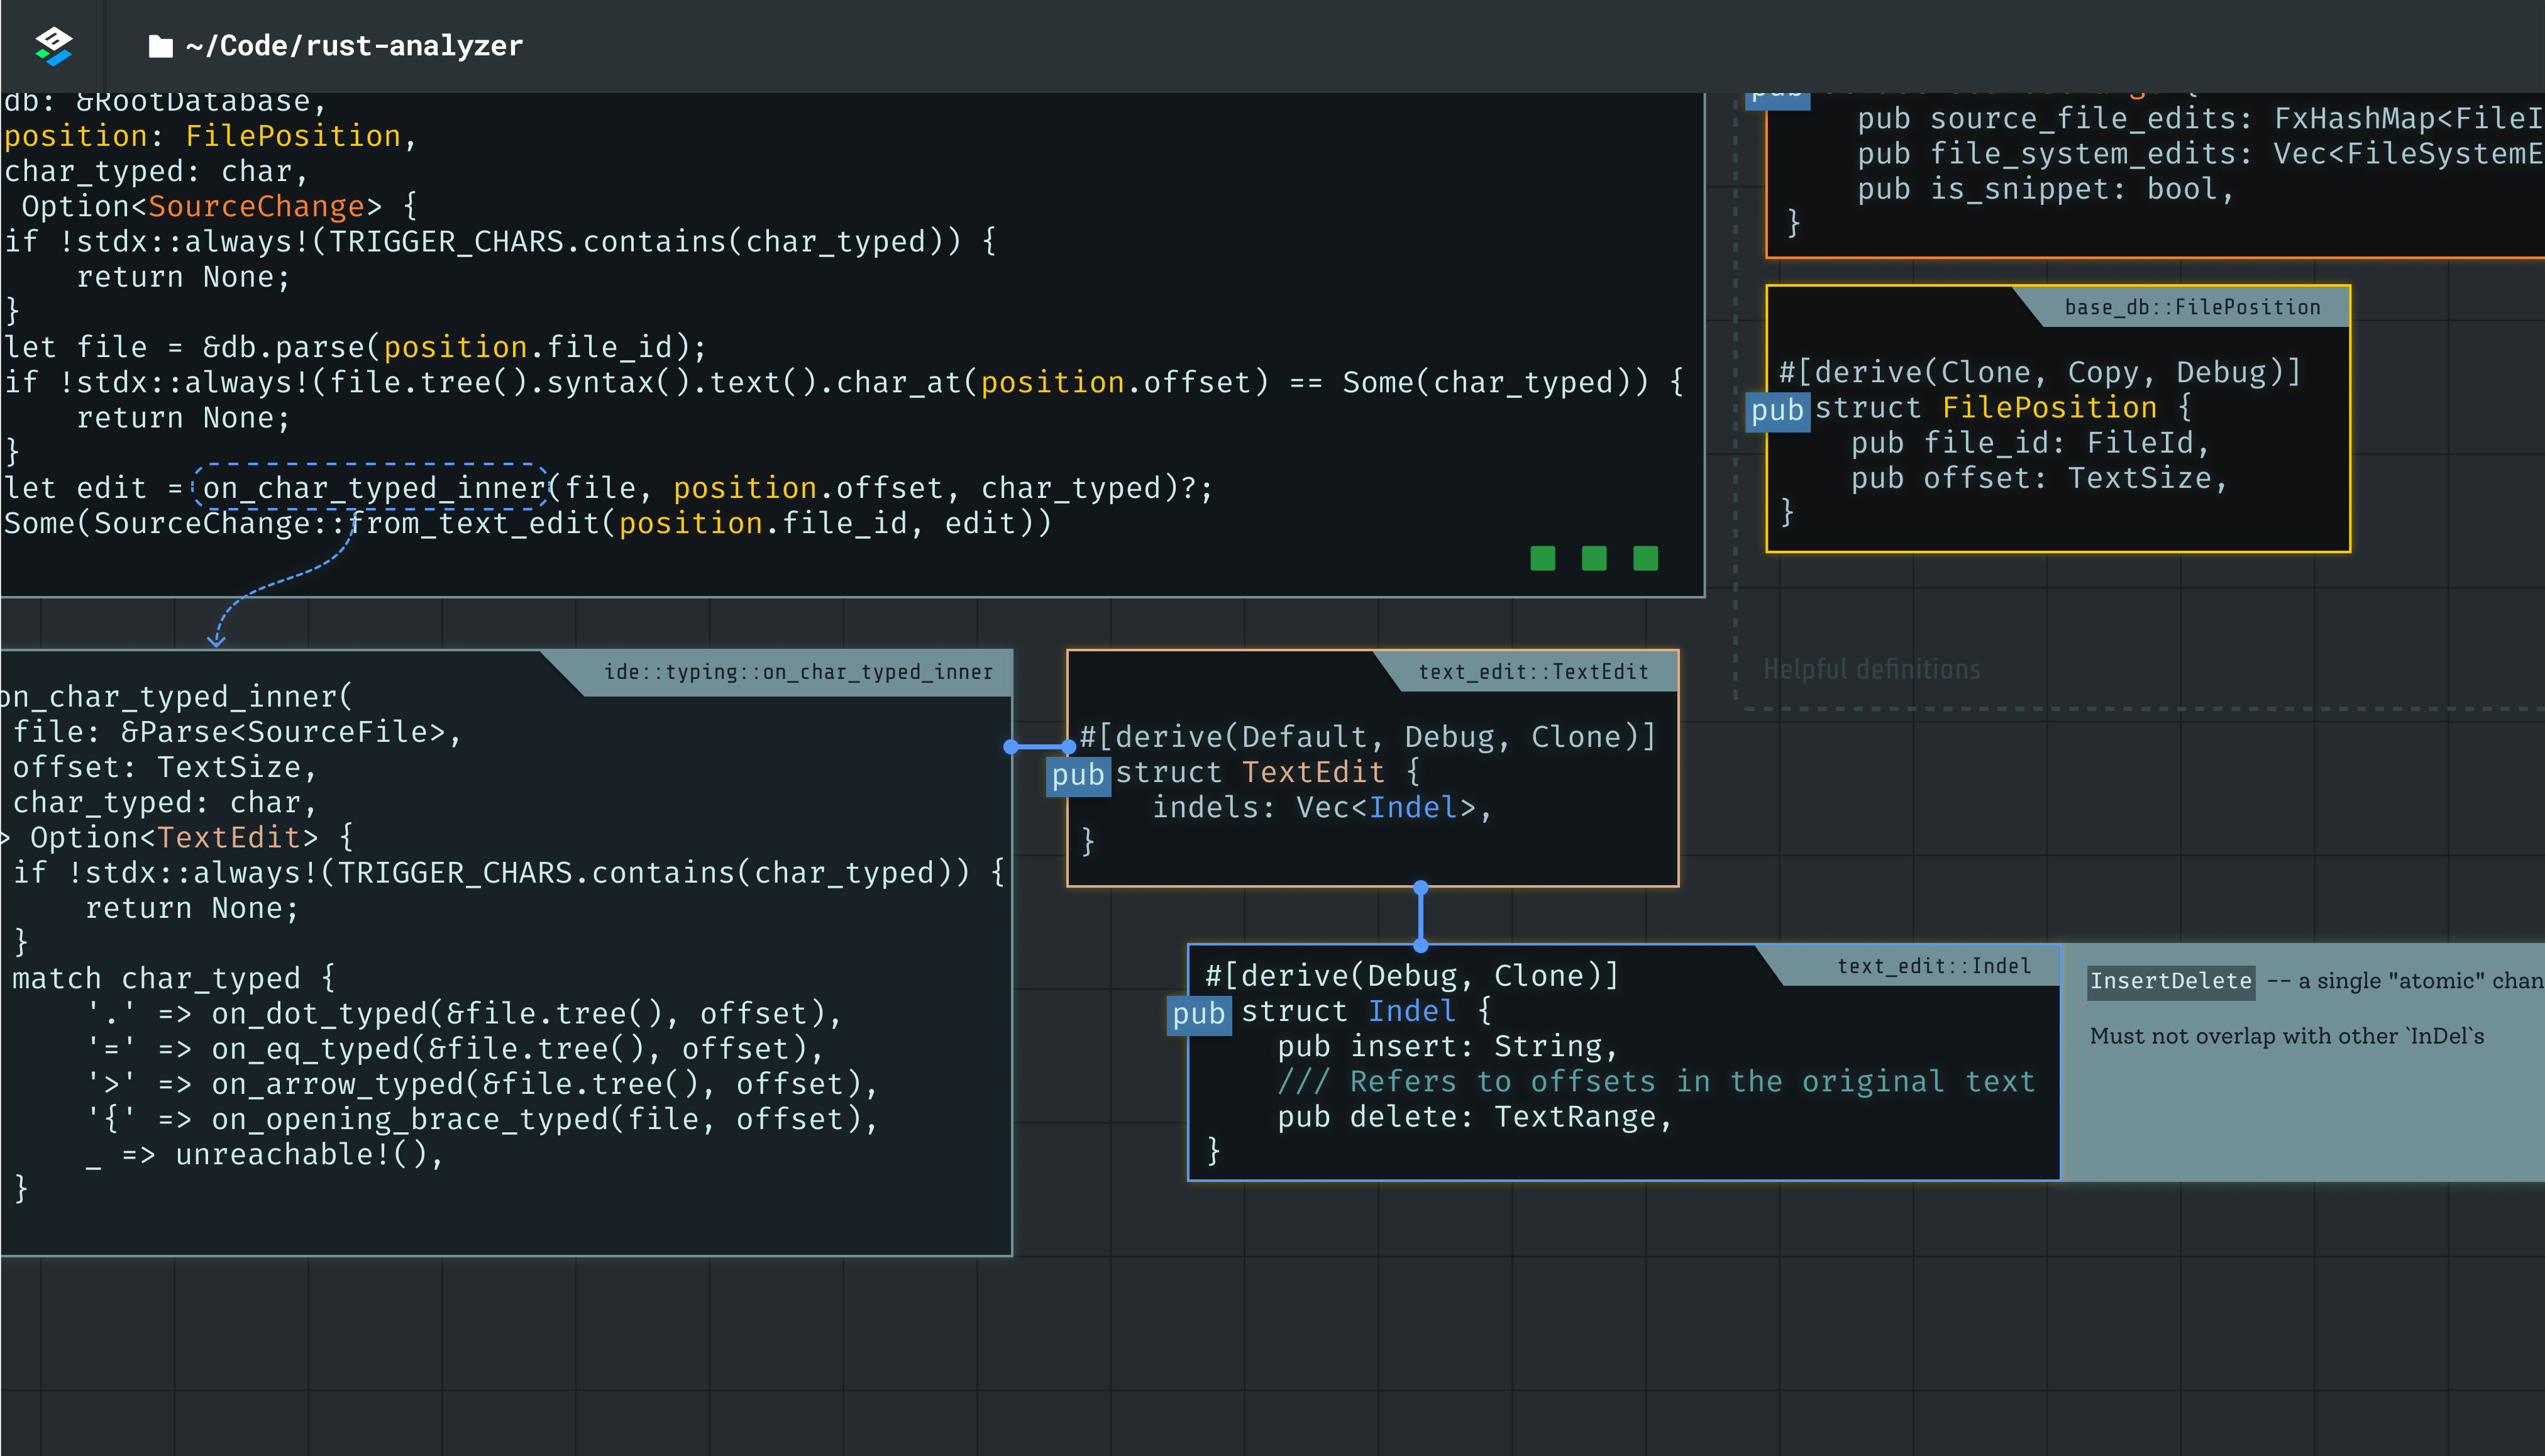 ~/Code/rust-analyzer
db: &RootDatabase,
position: FilePosition,
char_typed: char,
Option<SourceChange> {
if !stdx::always!(TRIGGER_CHARS.contains(char_typed)) {
return None;
}
let file = &db.parse(position.file_id);
if !stdx::always!(file.tree().syntax().text().char_at(position.offset) == Some(char_typed)) {
return None;
}
let edit = on_char_typed_inner(file, position.offset, char_typed)?;
Some(SourceChange::from_text_edit(position.file_id, edit))
pub
{
pub source_file_edits: FxHashMap<FileI
pub file_system_edits: Vec<FileSystemE
pub is_snippet: bool,
}
base_db::FilePosition
#[derive(Clone, Copy, Debug)]
pub struct FilePosition {
pub file_id: FileId,
pub offset: TextSize,
}
Helpful definitions
ide::typing::on_char_typed_inner
on_char_typed_inner(
file: &Parse<SourceFile>,
offset: TextSize,
char_typed: char,
> Option<TextEdit> {
if !stdx::always!(TRIGGER_CHARS.contains(char_typed)) {
return None;
}
match char_typed {
'.' => on_dot_typed(&file.tree(), offset),
'=' => on_eq_typed(&file.tree(), offset),
'>' => on_arrow_typed(&file.tree(), offset),
'{' => on_opening_brace_typed(file, offset),
_ => unreachable!(),
}
text_edit::TextEdit
#[derive(Default, Debug, Clone)]
pub struct TextEdit {
indels: Vec<Indel>,
}
text_edit::Indel
#[derive(Debug, Clone)]
pub struct Indel {
pub insert: String,
/// Refers to offsets in the original text
pub delete: TextRange,
}
InsertDelete -- a single "atomic" chan
Must not overlap with other `InDel`s